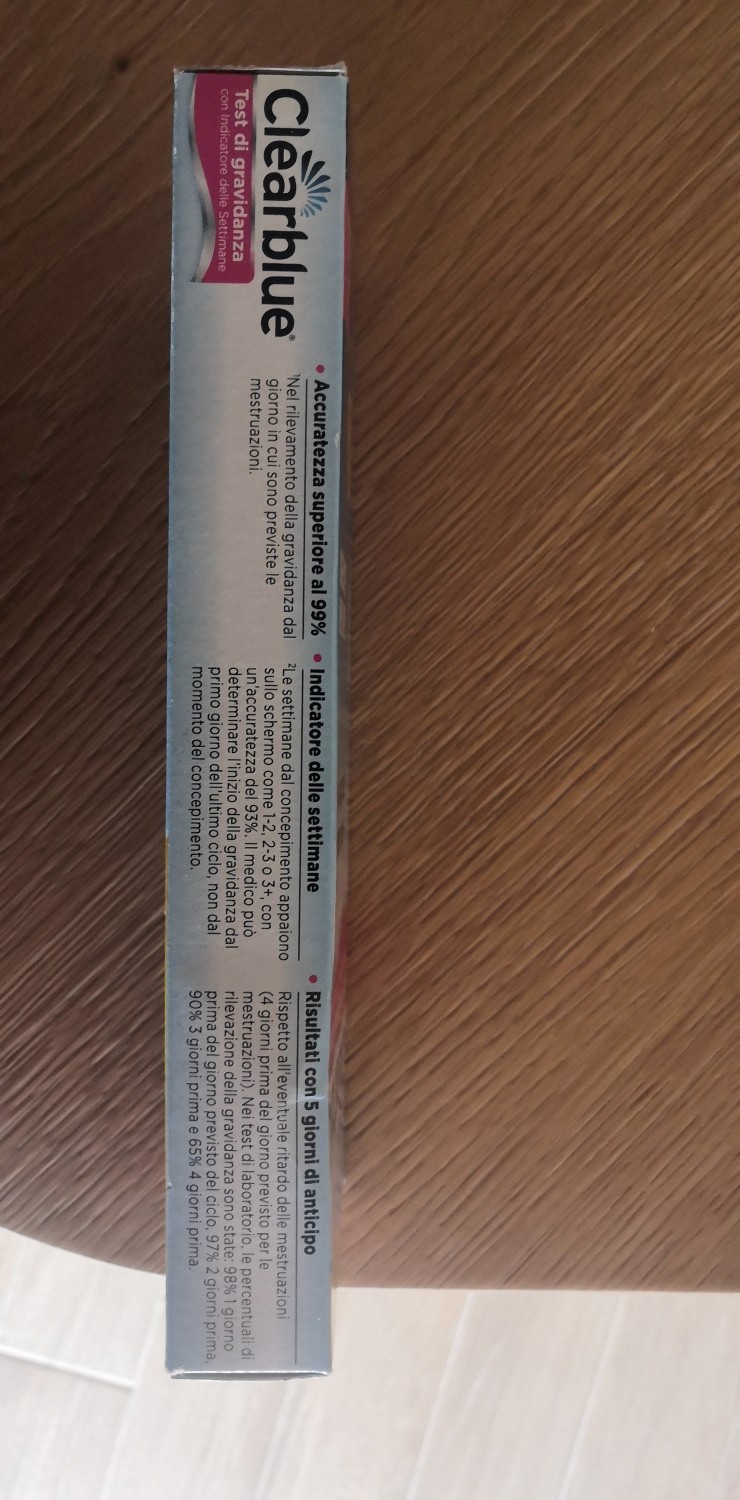 Clearblue®
Test di gravidanza
con Indicatore delle Settimane
• Accuratezza superiore al 99%
¹Nel rilevamento della gravidanza dal
giorno in cui sono previste le
mestruazioni.
• Indicatore delle settimane
²Le settimane dal concepimento appaiono
sullo schermo come 1-2, 2-3 o 3+, con
un'accuratezza del 93%. Il medico può
determinare l'inizio della gravidanza dal
primo giorno dell'ultimo ciclo, non dal
momento del concepimento.
• Risultati con 5 giorni di anticipo
Rispetto all'eventuale ritardo delle mestruazioni
(4 giorni prima del giorno previsto per le
mestruazioni). Nei test di laboratorio, le percentuali di
rilevazione della gravidanza sono state: 98% 1 giorno
prima del giorno previsto del ciclo, 97% 2 giorni prima,
90% 3 giorni prima e 65% 4 giorni prima.